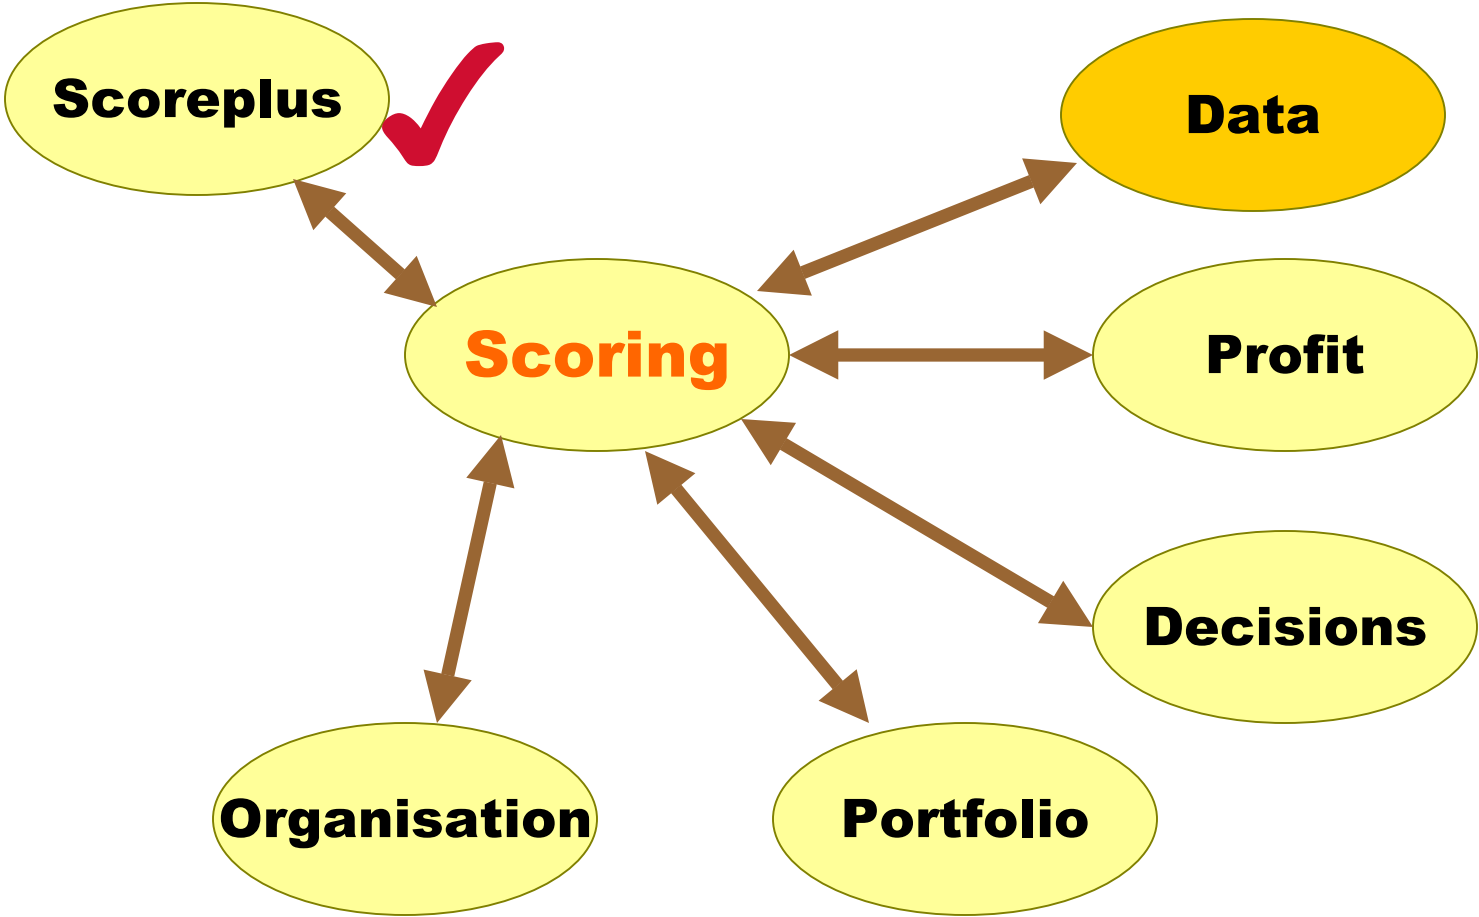 Scoreplus
Data
Scoring
Profit
Decisions
Organisation
Portfolio